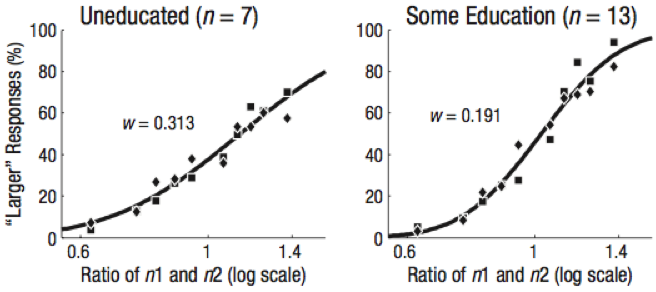 Uneducated (n = 7)
"Larger" Responses (%)
100
80
60
40
20
0
w = 0.313
0.6
1
1.4
Ratio of n1 and n2 (log scale)
Some Education (n = 13)
100
80
60
40
20
0
w = 0.191
0.6
1
1.4
Ratio of n1 and n2 (log scale)